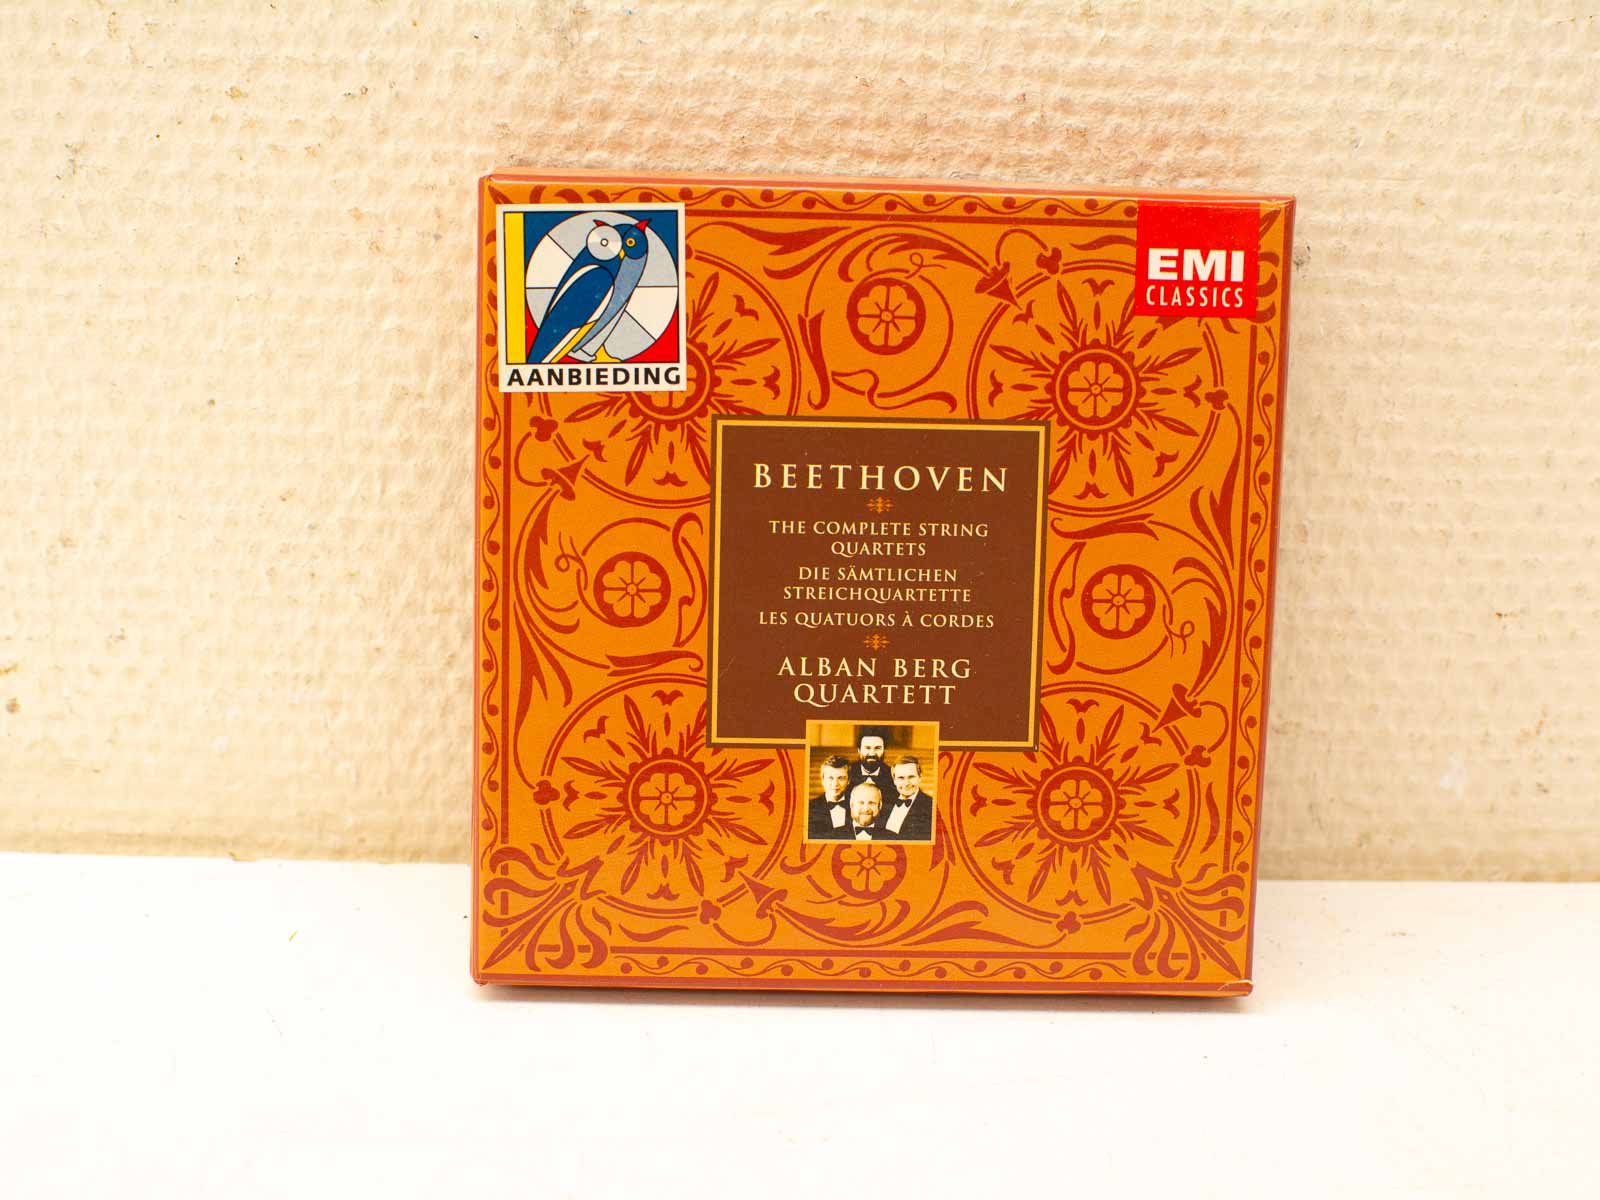 AANBIEDING
EMI
CLASSICS
BEETHOVEN
THE COMPLETE STRING
QUARTETS
DIE SÄMTLICHEN
STREICHQUARTETTE
LES QUATUORS À CORDES
ALBAN BERG
QUARTETT